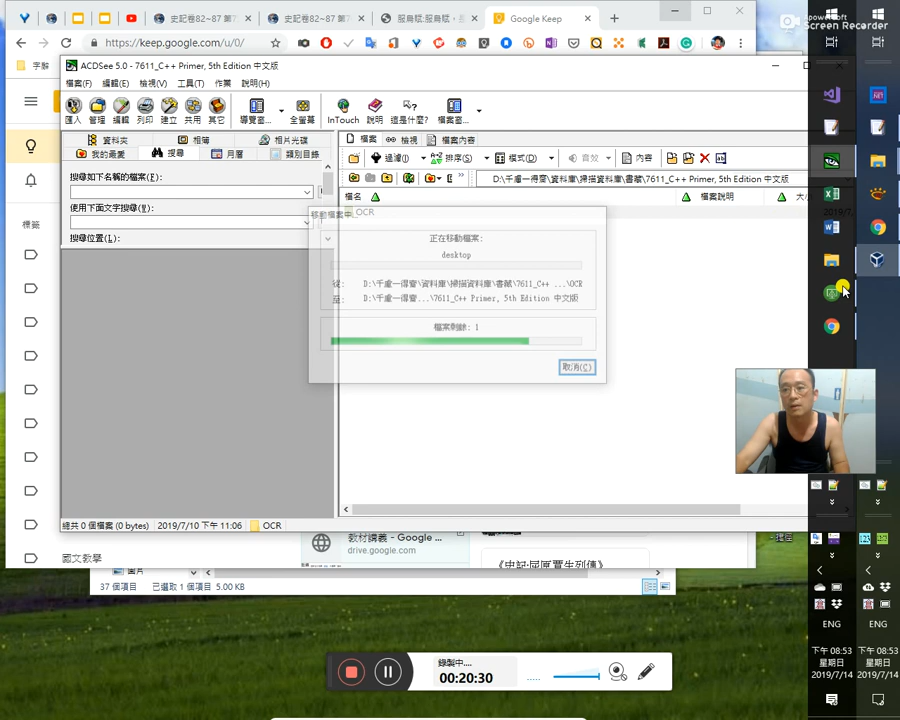 史記卷82~87 第
史記卷82~87 第
服鳥賦:服鳥賦,
Google Keep
Apowersoft
Screen Recorder
https://keep.google.com/u/0/
ACDSee 5.0 - 7611_C++ Primer, 5th Edition 中文版
檔案(F) 編輯(E) 檢視(V) 工具(T) 作業 說明(H)
匯入 管理 編輯 列印 建立 共用 其它 導覽窗... 全螢幕 InTouch 說明 這是什麼? 檔案窗...
資料夾 相簿 相片光碟
我的最愛 搜尋 月曆 類別目錄
檔案 檢視 檔案內容
過濾(I) 排序(S) 模式(D) 音效 內容
搜尋如下名稱的檔案(F):
D:\千慮一得齋\資料庫\掃描資料庫\書籤\7611_C++ Primer, 5th Edition 中文版
檔名 檔案說明
使用下面文字搜尋(W):
搜尋位置(L):
移動檔案中...
OCR
正在移動檔案:
desktop
從: D:\千慮一得齋\資料庫\掃描資料庫\書籤\7611_C++ ...\OCR
至: D:\千慮一得齋...\7611_C++ Primer, 5th Edition 中文版
檔案剩餘: 1
取消(C)
標籤
總共 0 個檔案 (0 bytes) 2019/7/10 下午 11:06 OCR
教材講義 - Google ...
drive.google.com
國文教學
《史記·屈原賈生列傳》
圖片
37 個項目 已選取 1 個項目 5.00 KB
錄製中....
00:20:30
ENG
ENG
下午 08:53
星期日
2019/7/14
下午 08:53
星期日
2019/7/14